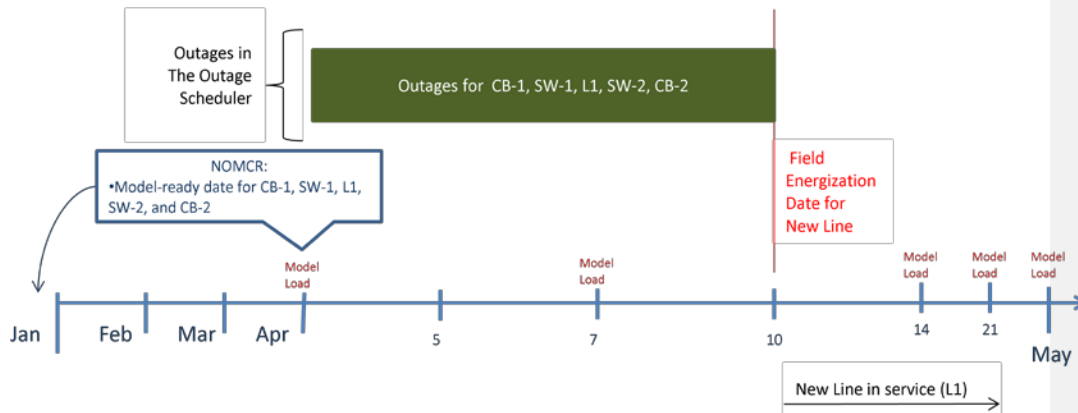 Outages in
The Outage
Scheduler
Outages for CB-1, SW-1, L1, SW-2, CB-2
NOMCR:
•Model-ready date for CB-1, SW-1, L1,
SW-2, and CB-2
Field
Energization
Date for
New Line
Model
Load
Model
Load
Model
Load
Model
Load
Model
Load
Jan
Feb
Mar
Apr
5
7
10
14
21
May
New Line in service (L1)